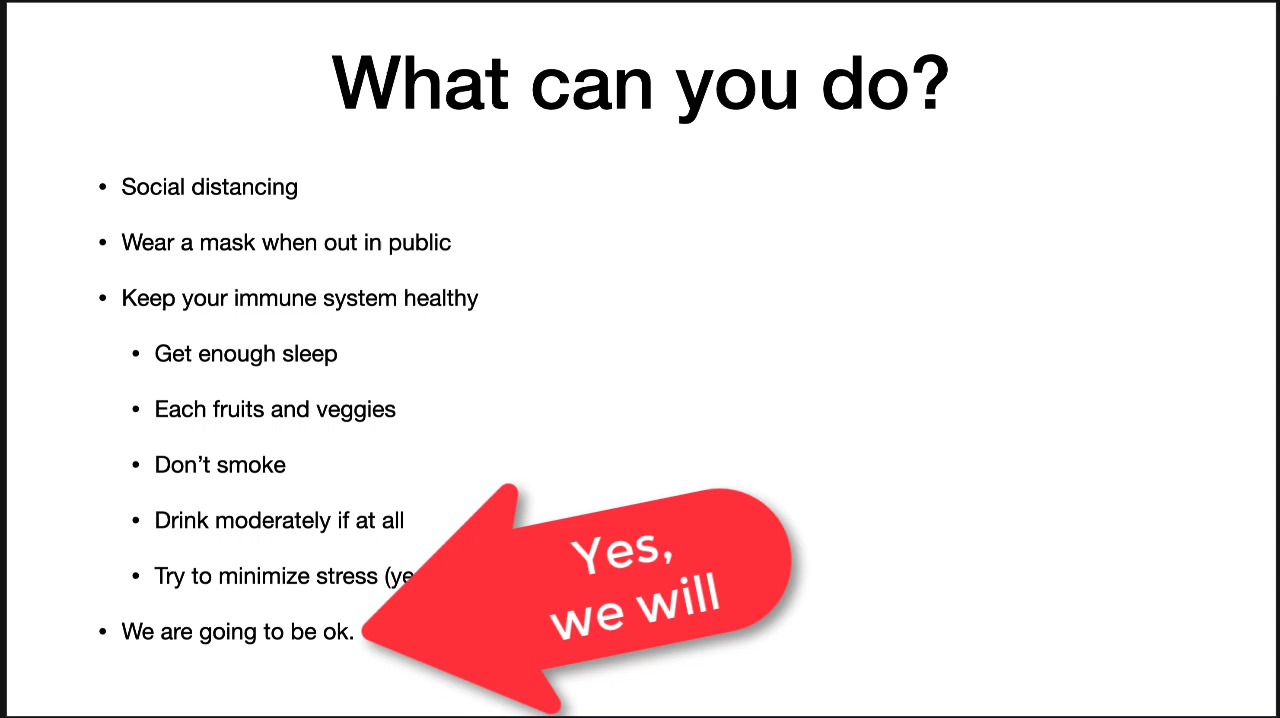 What can you do?
• Social distancing
• Wear a mask when out in public
• Keep your immune system healthy
• Get enough sleep
• Each fruits and veggies
• Don’t smoke
• Drink moderately if at all
• Try to minimize stress
• We are going to be ok.
Yes,
we will